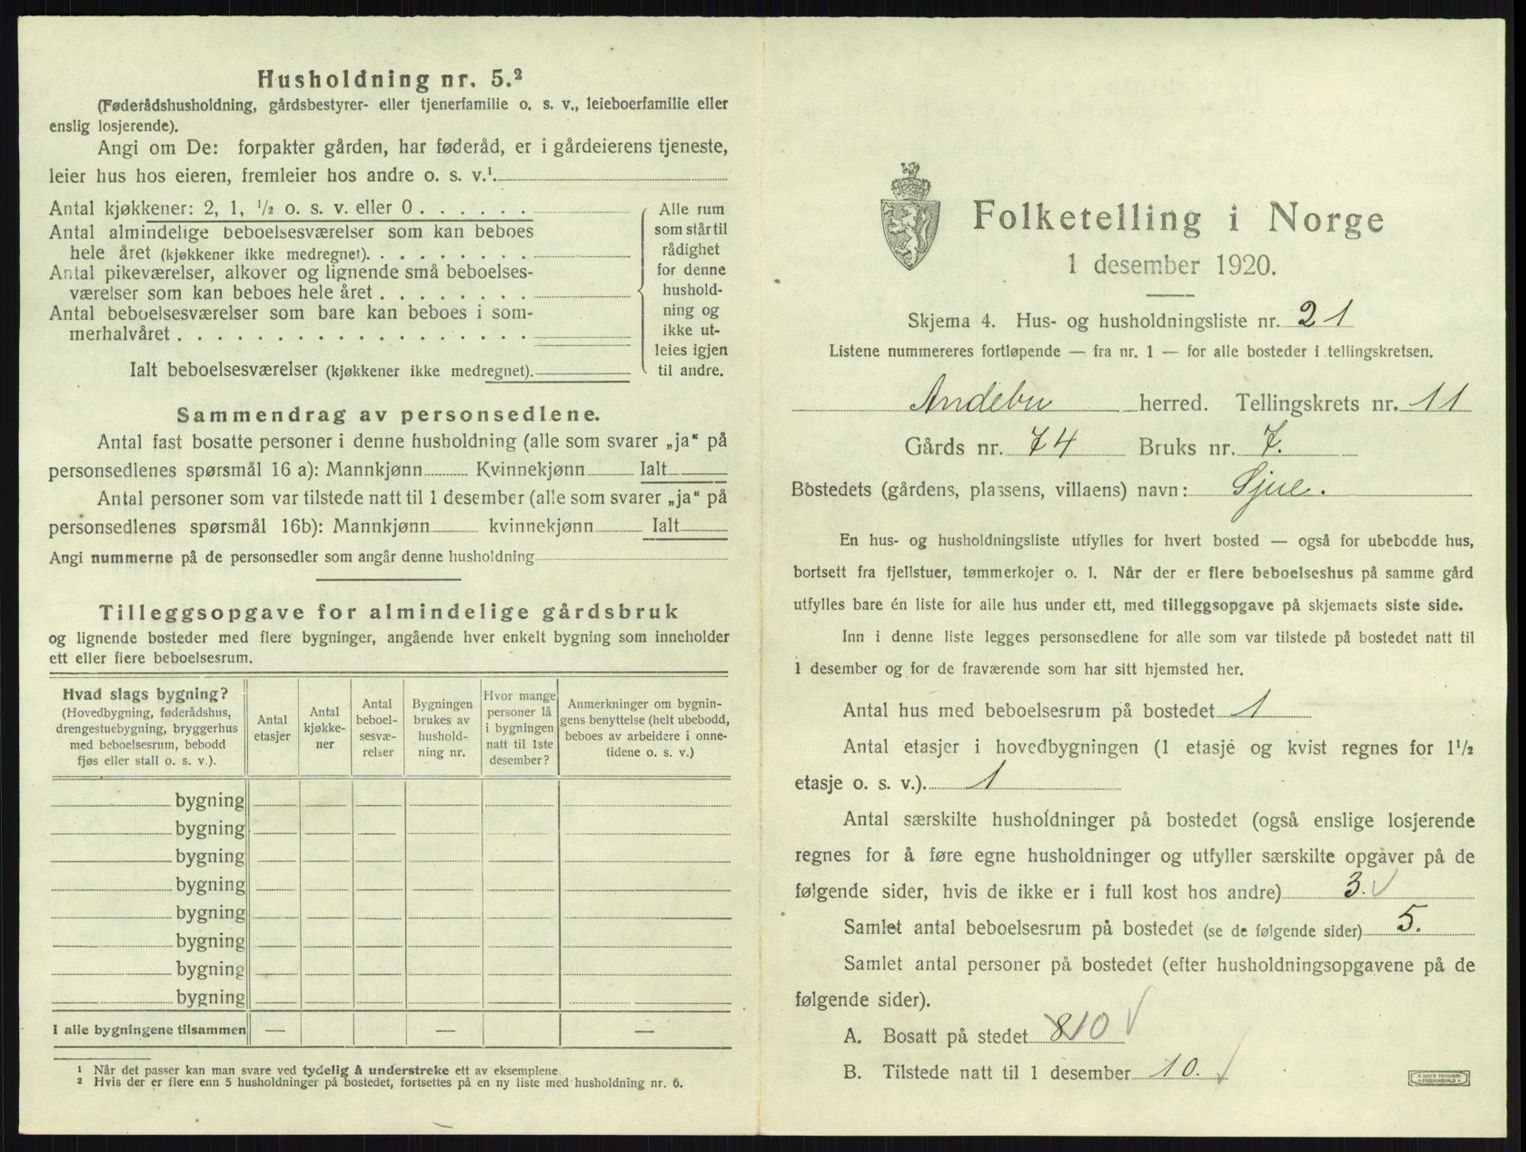 Husholdning nr. 5.²
(Føderådshusholdning, gårdsbestyrer- eller tjenerfamilie o. s. v., leieboerfamilie eller
enslig losjerende).
Angi om De: forpakter gården, har føderåd, er i gårdeierens tjeneste,
leier hus hos eieren, fremleier hos andre o. s. v.¹
Antal kjøkkener: 2, 1, ½ o. s. v. eller 0 . . . . . .
Antal almindelige beboelsesværelser som kan beboes
hele året (kjøkkener ikke medregnet). . . . . . . . .
Antal pikeværelser, alkover og lignende små beboelses-
værelser som kan beboes hele året . . . . . . . .
Antal beboelsesværelser som bare kan beboes i som-
merhalvåret . . . . . . . . . . . . . . . . . .
Ialt beboelsesværelser (kjøkkener ikke medregnet).
Alle rum
som står til
rådighet
for denne
hushold-
ning og
ikke ut-
leies igjen
til andre.
Sammendrag av personsedlene.
Antal fast bosatte personer i denne husholdning (alle som svarer „ja“ på
personsedlenes spørsmål 16 a): Mannkjønn Kvinnekjønn Ialt
Antal personer som var tilstede natt til 1 desember (alle som svarer „ja“ på
personsedlenes spørsmål 16b): Mannkjønn kvinnekjønn Ialt
Angi nummerne på de personsedler som angår denne husholdning
Tilleggsopgave for almindelige gårdsbruk
og lignende bosteder med flere bygninger, angående hver enkelt bygning som inneholder
ett eller flere beboelsesrum.
Hvad slags bygning?
(Hovedbygning, føderådshus,
drengestuebygning, bryggerhus
med beboelsesrum, bebodd
fjøs eller stall o. s. v.).
Antal
etasjer
Antal
kjøkke-
ner
Antal
beboel-
sesvæ-
relser
Bygningen
brukes av
hushold-
ning nr.
Hvor mange
personer lå
i bygningen
natt til 1ste
desember?
Anmerkninger om bygnin-
gens benyttelse (helt ubebodd,
beboes av arbeidere i onne-
tidene o. s. v.)
bygning
bygning
bygning
bygning
bygning
bygning
bygning
bygning
I alle bygningene tilsammen — — —
¹ Når det passer kan man svare ved tydelig å understreke ett av eksemplene.
² Hvis der er flere enn 5 husholdninger på bostedet, fortsettes på en ny liste med husholdning nr. 6.
Folketelling i Norge
1 desember 1920.
Skjema 4. Hus- og husholdningsliste nr. 21
Listene nummereres fortløpende — fra nr. 1 — for alle bosteder i tellingskretsen.
Andebu herred. Tellingskrets nr. 11
Gårds nr. 74 Bruks nr. 7.
Bostedets (gårdens, plassens, villaens) navn: Sjue.
En hus- og husholdningsliste utfylles for hvert bosted — også for ubebodde hus,
bortsett fra fjellstuer, tømmerkojer o. l. Når der er flere beboelseshus på samme gård
utfylles bare én liste for alle hus under ett, med tilleggsopgave på skjemaets siste side.
Inn i denne liste legges personsedlene for alle som var tilstede på bostedet natt til
1 desember og for de fraværende som har sitt hjemsted her.
Antal hus med beboelsesrum på bostedet 1
Antal etasjer i hovedbygningen (1 etasje og kvist regnes for 1½
etasje o. s. v.). 1
Antal særskilte husholdninger på bostedet (også enslige losjerende
regnes for å føre egne husholdninger og utfyller særskilte opgaver på de
følgende sider, hvis de ikke er i full kost hos andre) 3. √
Samlet antal beboelsesrum på bostedet (se de følgende sider) 5.
Samlet antal personer på bostedet (efter husholdningsopgavene på de
følgende sider).
A. Bosatt på stedet 8 10 √
B. Tilstede natt til 1 desember 10. √